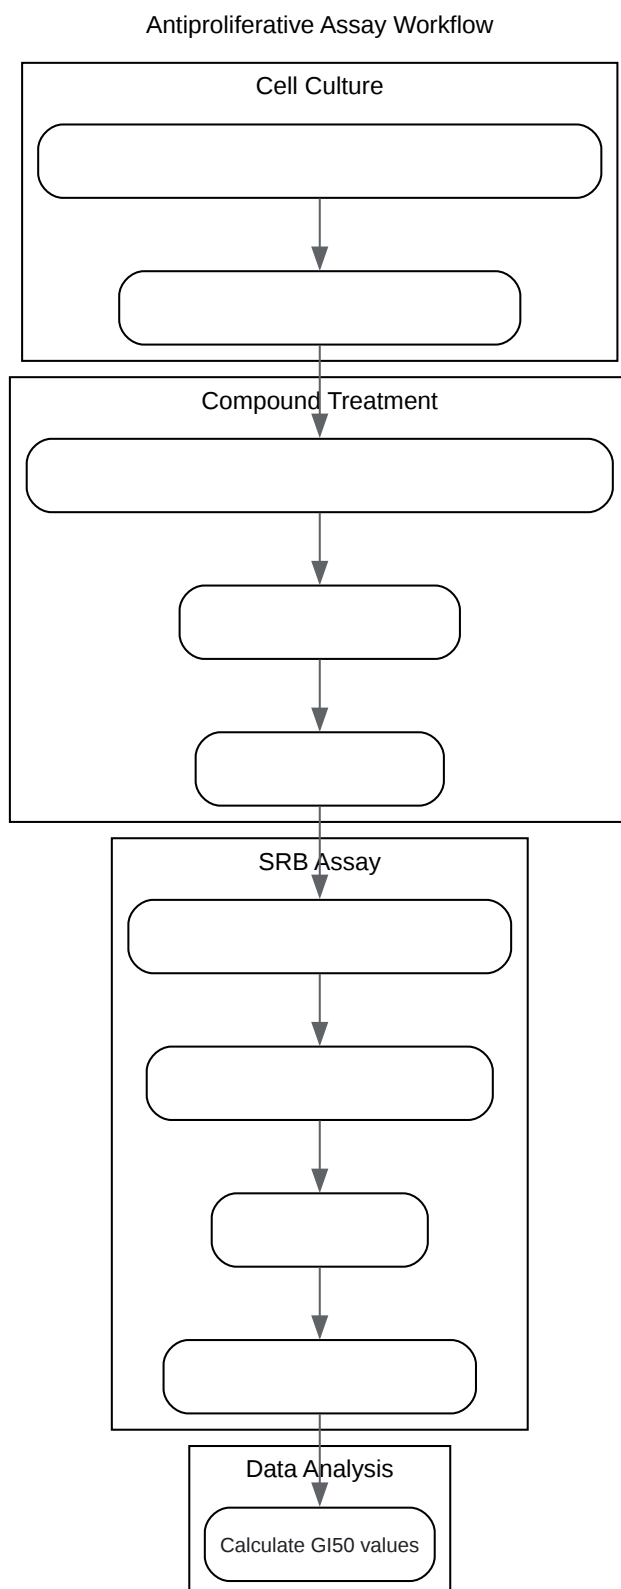 Antiproliferative Assay Workflow
Cell Culture
Compound Treatment
SRB Assay
Data Analysis
Calculate GI50 values